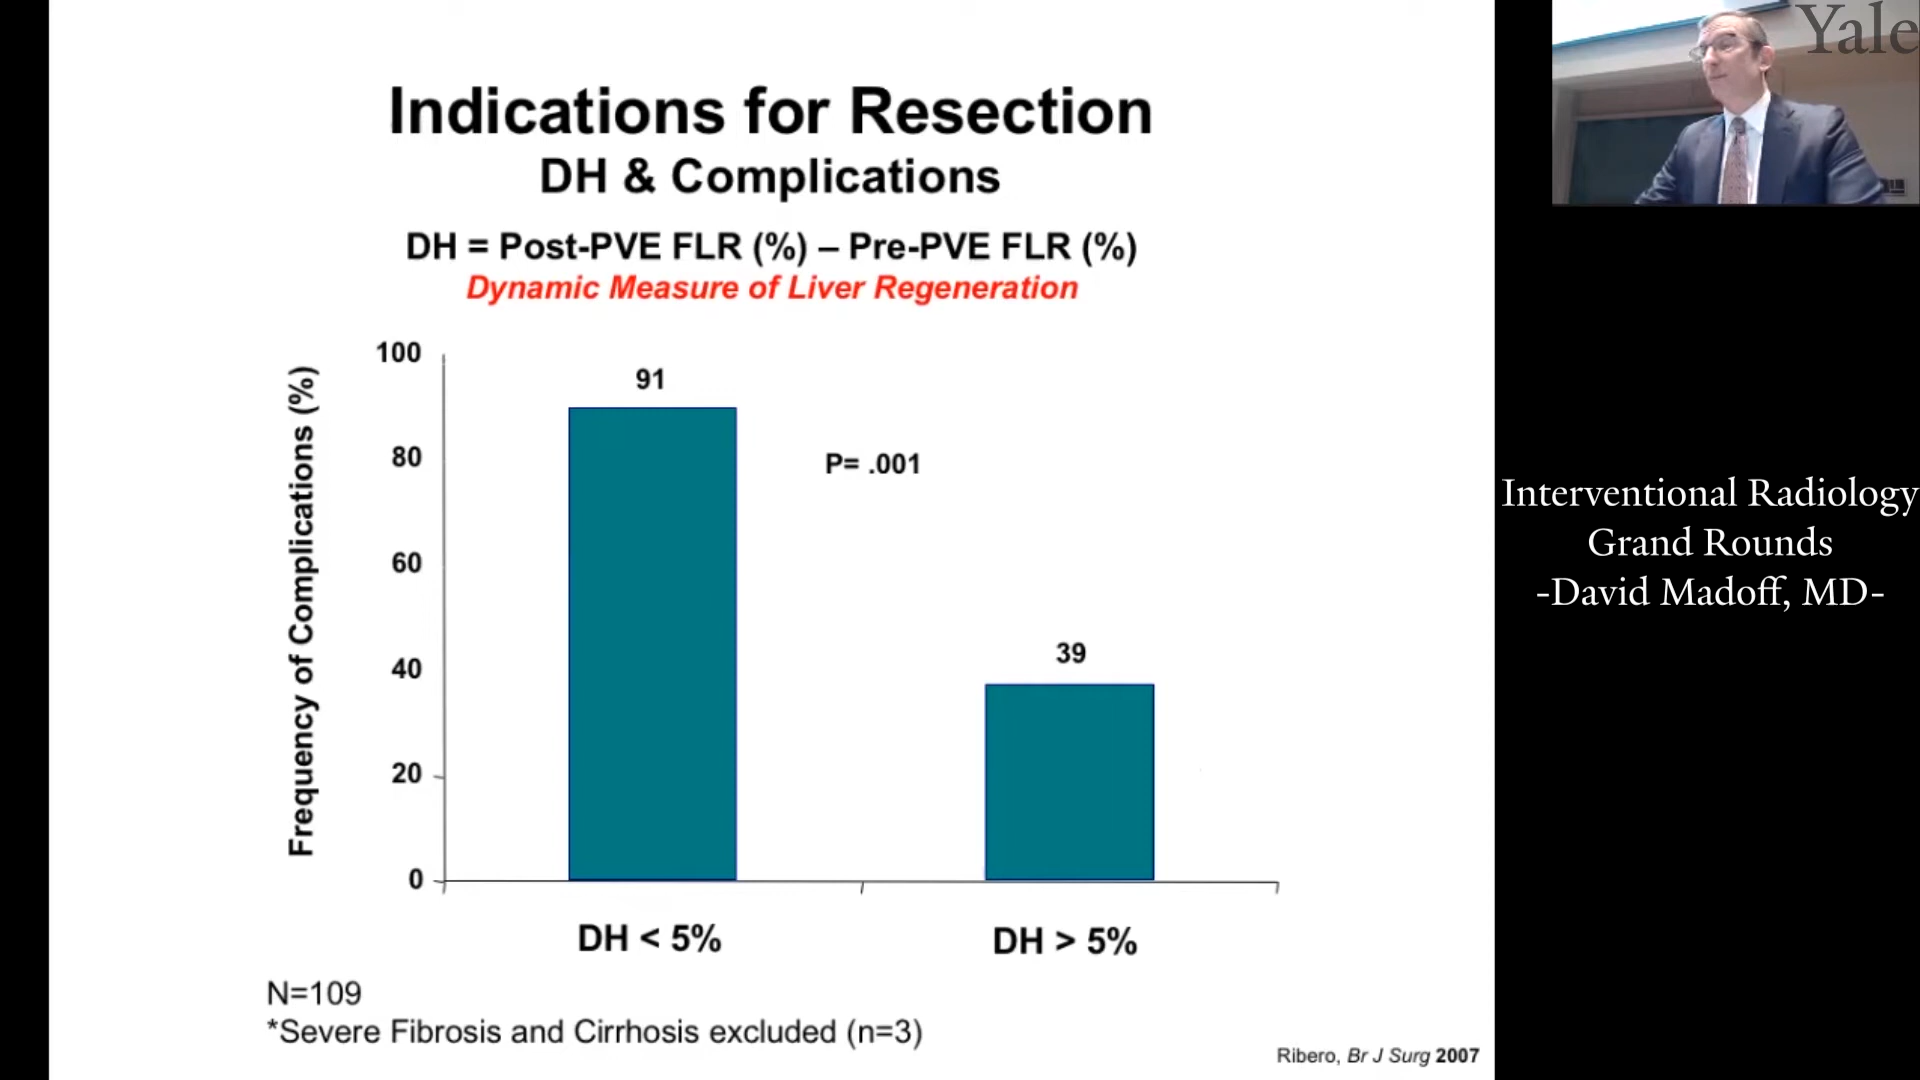 Indications for Resection
DH & Complications
DH = Post-PVE FLR (%) – Pre-PVE FLR (%)
Dynamic Measure of Liver Regeneration
Frequency of Complications (%)
100
80
60
40
20
0
91
P= .001
39
DH < 5%
DH > 5%
N=109
*Severe Fibrosis and Cirrhosis excluded (n=3)
Ribero, Br J Surg 2007
Yale
Interventional Radiology
Grand Rounds
-David Madoff, MD-